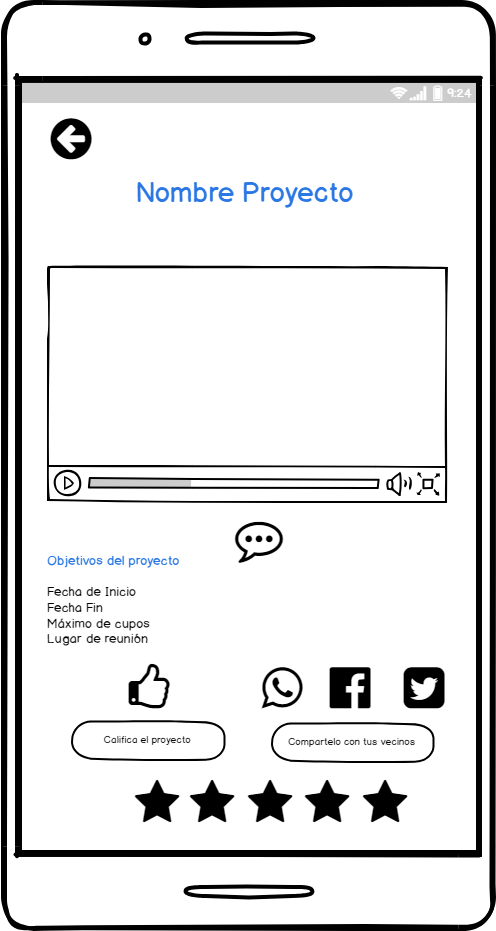 9:24
Nombre Proyecto
Objetivos del proyecto
Fecha de Inicio
Fecha Fin
Máximo de cupos
Lugar de reunión
Califica el proyecto
Compartelo con tus vecinos